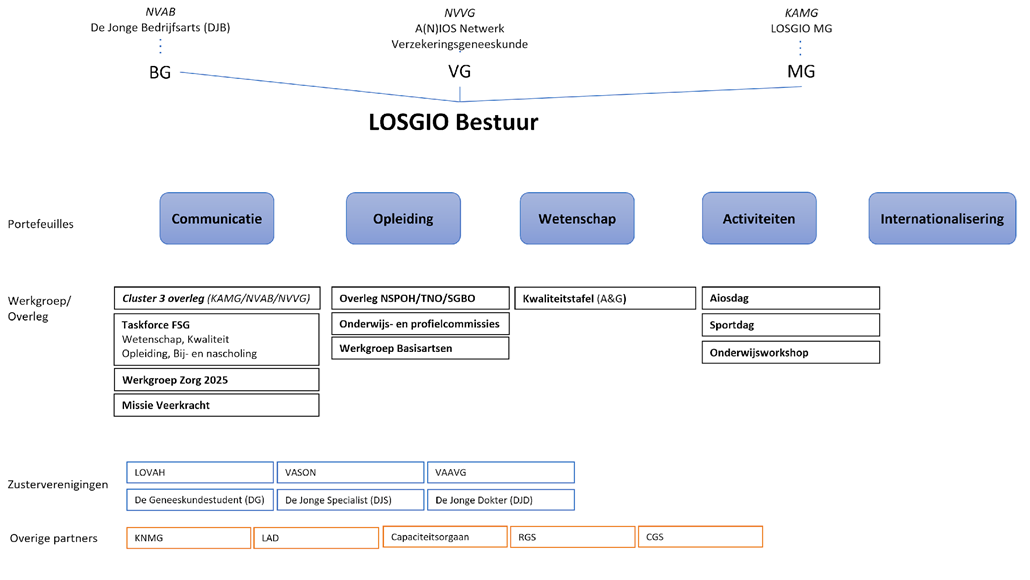 NVAB
De Jonge Bedrijfsarts (DJB)
BG
NVVG
A(N)IOS Netwerk
Verzekeringsgeneeskunde
VG
KAMG
LOSGIO MG
MG
LOSGIO Bestuur
Portefeuilles
Communicatie
Opleiding
Wetenschap
Activiteiten
Internationalisering
Werkgroep/
Overleg
Cluster 3 overleg (KAMG/NVAB/NVVG)
Taskforce FSG
Wetenschap, Kwaliteit
Opleiding, Bij- en nascholing
Werkgroep Zorg 2025
Missie Veerkracht
Overleg NSPOH/TNO/SGBO
Onderwijs- en profielcommissies
Werkgroep Basisartsen
Kwaliteitstafel (A&G)
Aiosdag
Sportdag
Onderwijsworkshop
Zusterverenigingen
LOVAH
VASON
VAAVG
De Geneeskundestudent (DG)
De Jonge Specialist (DJS)
De Jonge Dokter (DJD)
Overige partners
KNMG
LAD
Capaciteitsorgaan
RGS
CGS